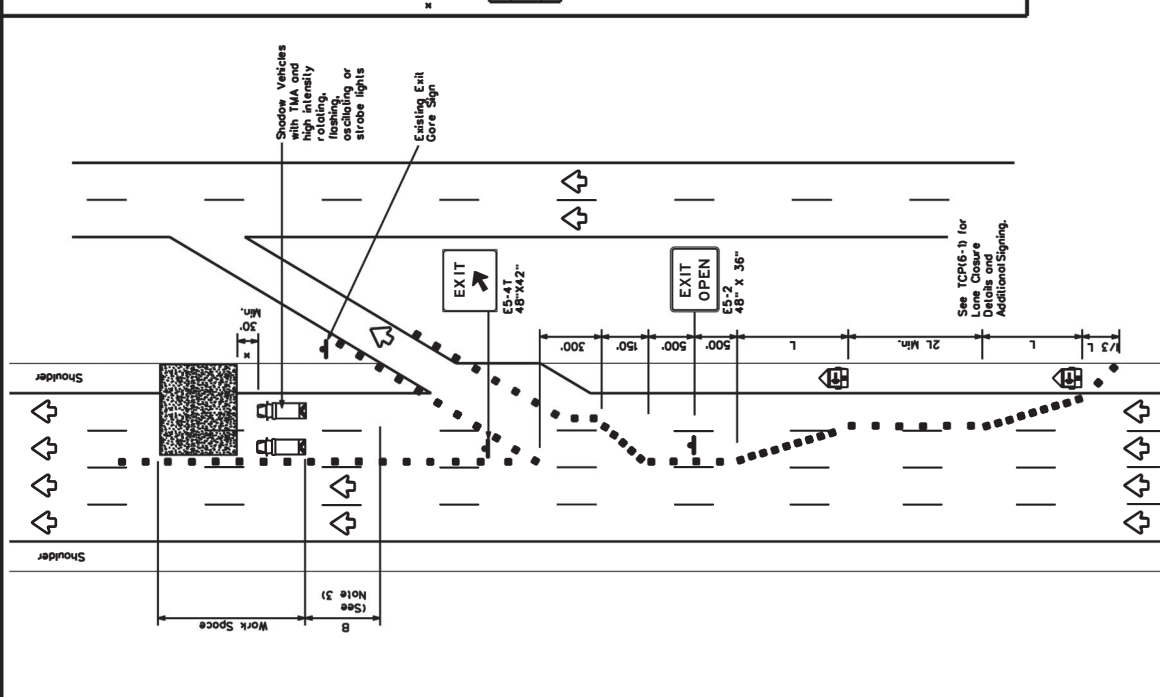 x
Shadow Vehicles
with TMA and
high intensity
rotating,
flashing,
oscillating or
strobe lights
Existing Exit
Gore Sign
30'
Min.
x
EXIT
E5-4T
48"X42"
EXIT
OPEN
E5-2
48" X 36"
See TCP(6-1) for
Lane Closure
Details and
Additional Signing.
300'
150'
500'
500'
L
2L Min.
L
1/3 L
Shoulder
Shoulder
Work Space
B
(See
Note 3)